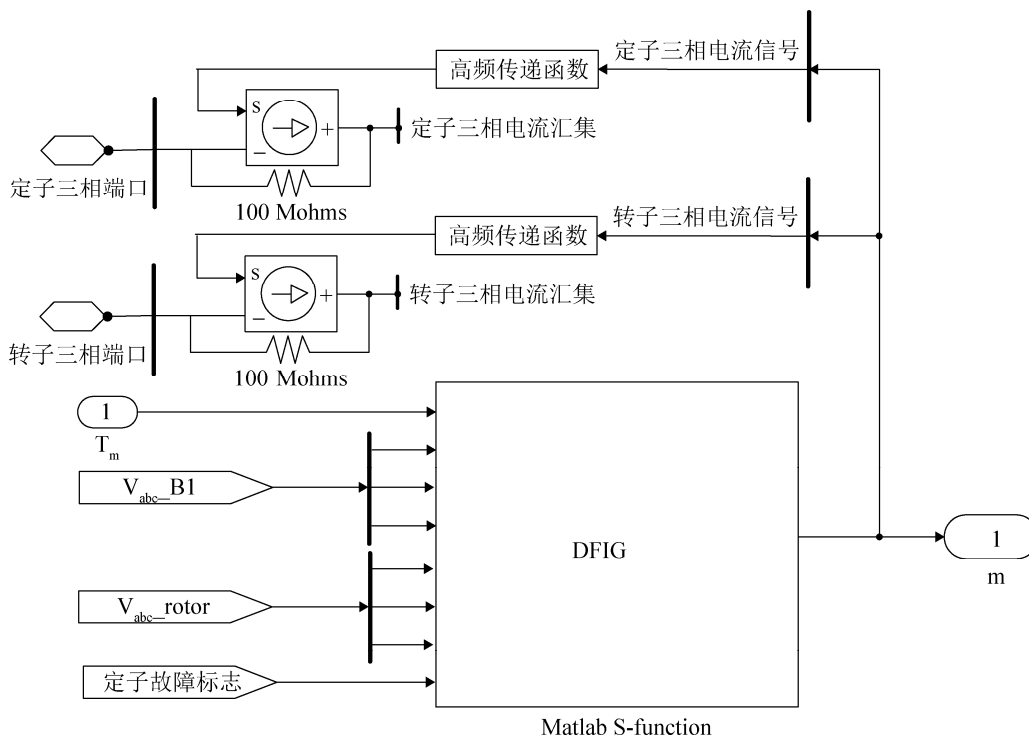 定子三相电流信号
高频传递函数
S
+
−
定子三相电流汇集
定子三相端口
100 Mohms
转子三相电流信号
高频传递函数
S
+
−
转子三相电流汇集
转子三相端口
100 Mohms
1
Tm
Vabc_B1
DFIG
1
m
Vabc_rotor
定子故障标志
Matlab S-function